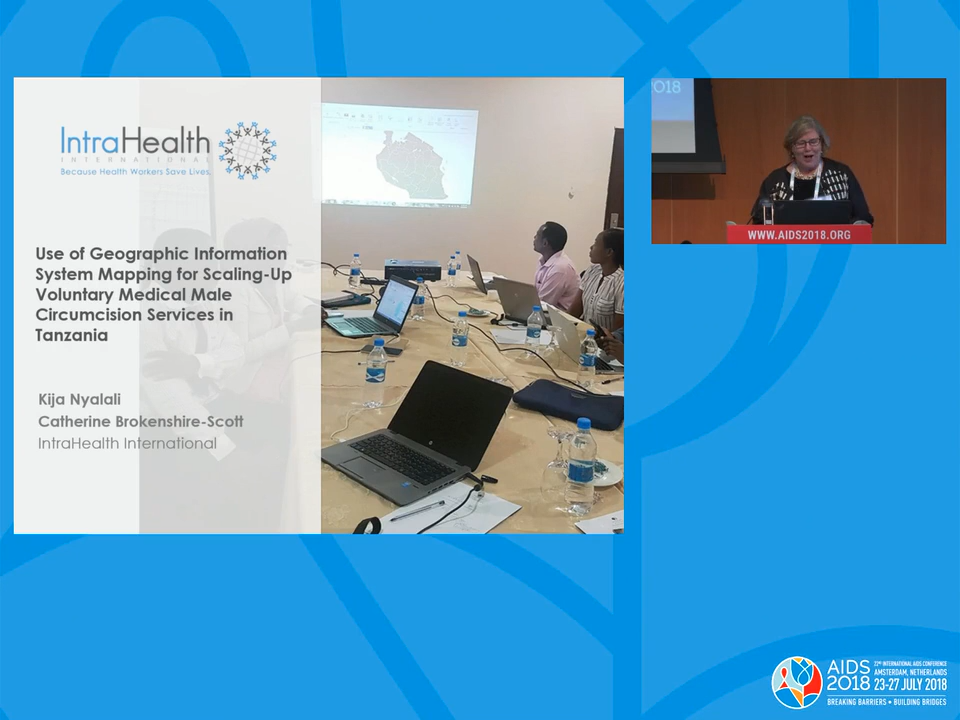 IntraHealth
INTERNATIONAL
Because Health Workers Save Lives.
Use of Geographic Information
System Mapping for Scaling-Up
Voluntary Medical Male
Circumcision Services in
Tanzania
Kija Nyalali
Catherine Brokenshire-Scott
IntraHealth International
2018
WWW.AIDS2018.ORG
AIDS
2018
22ND INTERNATIONAL AIDS CONFERENCE
AMSTERDAM, NETHERLANDS
23-27 JULY 2018
BREAKING BARRIERS • BUILDING BRIDGES